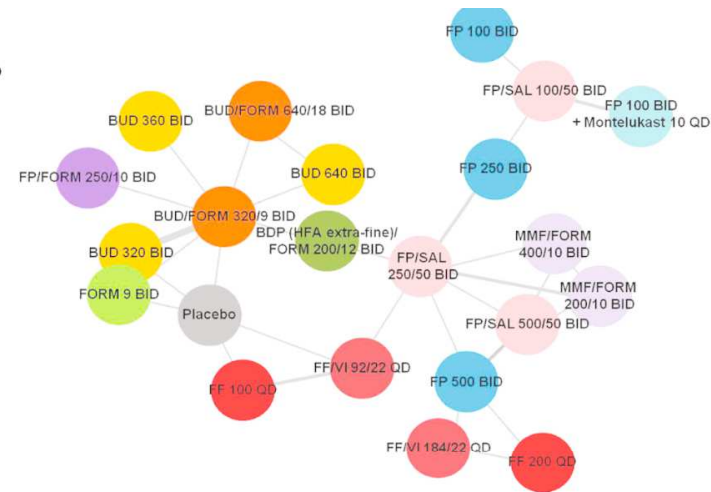 FP 100 BID
FP/SAL 100/50 BID
FP 100 BID
+ Montelukast 10 QD
BUD/FORM 640/18 BID
BUD 360 BID
FP 250 BID
BUD 640 BID
FP/FORM 250/10 BID
BUD/FORM 320/9 BID
BDP (HFA extra-fine)/
FORM 200/12 BID
MMF/FORM
400/10 BID
BUD 320 BID
FP/SAL
250/50 BID
MMF/FORM
200/10 BID
FORM 9 BID
Placebo
FP/SAL 500/50 BID
FF/VI 92/22 QD
FP 500 BID
FF 100 QD
FF/VI 184/22 QD
FF 200 QD